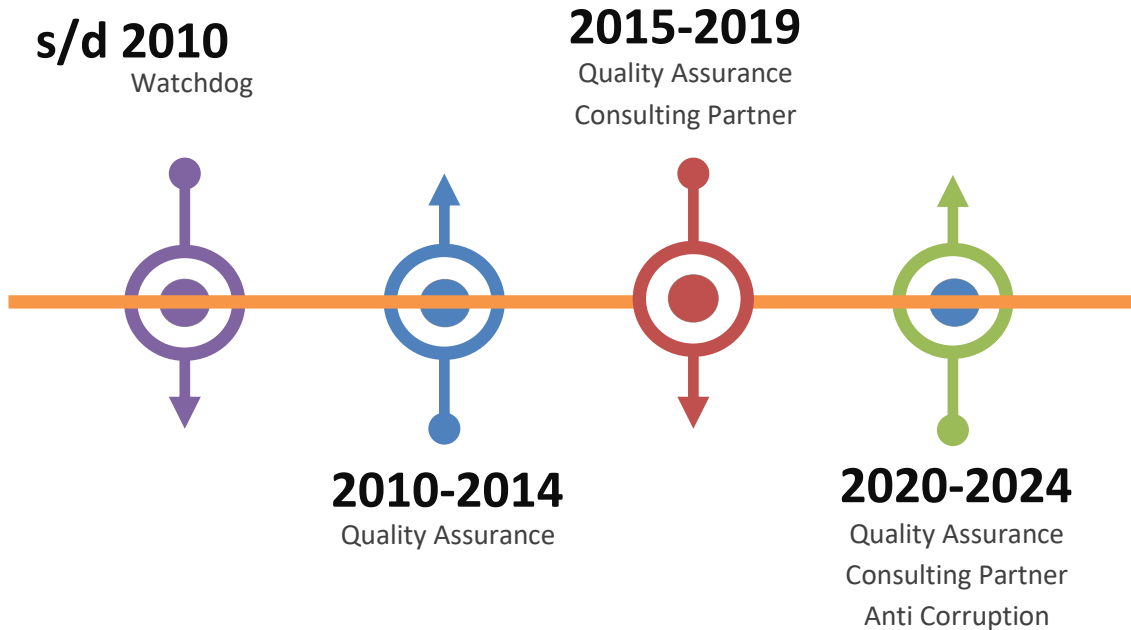 s/d 2010
Watchdog
2010-2014
Quality Assurance
2015-2019
Quality Assurance
Consulting Partner
2020-2024
Quality Assurance
Consulting Partner
Anti Corruption